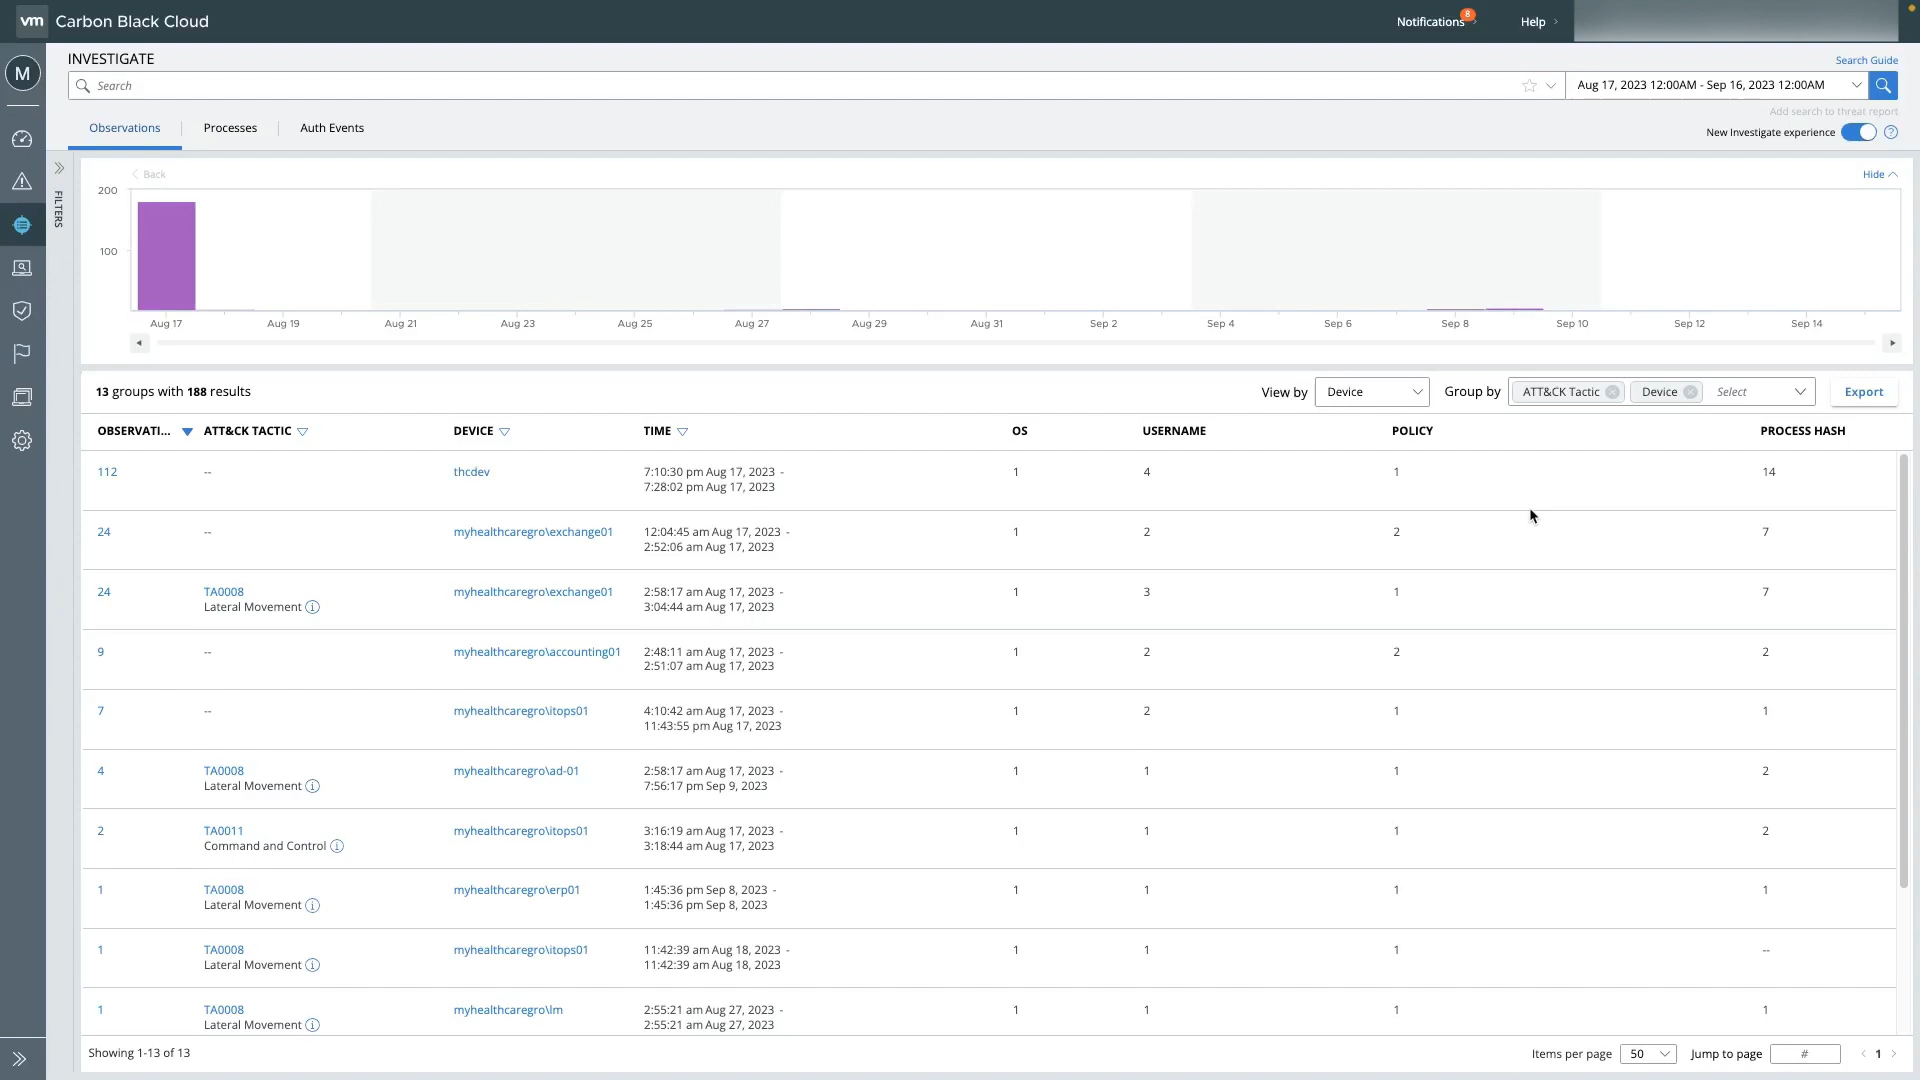 vm Carbon Black Cloud
Notifications 8
Help
INVESTIGATE
Search Guide
Search
Aug 17, 2023 12:00AM - Sep 16, 2023 12:00AM
Add search to threat report
M
Observations
Processes
Auth Events
New Investigate experience
FILTERS
Back
Hide
200
100
Aug 17 Aug 19 Aug 21 Aug 23 Aug 25 Aug 27 Aug 29 Aug 31 Sep 2 Sep 4 Sep 6 Sep 8 Sep 10 Sep 12 Sep 14
13 groups with 188 results
View by Device Group by ATT&CK Tactic Device Select Export
OBSERVATI... ATT&CK TACTIC DEVICE TIME OS USERNAME POLICY PROCESS HASH
112 -- thcdev 7:10:30 pm Aug 17, 2023 - 1 4 1 14
7:28:02 pm Aug 17, 2023
24 -- myhealthcaregro\exchange01 12:04:45 am Aug 17, 2023 - 1 2 2 7
2:52:06 am Aug 17, 2023
24 TA0008 myhealthcaregro\exchange01 2:58:17 am Aug 17, 2023 - 1 3 1 7
Lateral Movement 3:04:44 am Aug 17, 2023
9 -- myhealthcaregro\accounting01 2:48:11 am Aug 17, 2023 - 1 2 2 2
2:51:07 am Aug 17, 2023
7 -- myhealthcaregro\itops01 4:10:42 am Aug 17, 2023 - 1 2 1 1
11:43:55 pm Aug 17, 2023
4 TA0008 myhealthcaregro\ad-01 2:58:17 am Aug 17, 2023 - 1 1 1 2
Lateral Movement 7:56:17 pm Sep 9, 2023
2 TA0011 myhealthcaregro\itops01 3:16:19 am Aug 17, 2023 - 1 1 1 2
Command and Control 3:18:44 am Aug 17, 2023
1 TA0008 myhealthcaregro\erp01 1:45:36 pm Sep 8, 2023 - 1 1 1 1
Lateral Movement 1:45:36 pm Sep 8, 2023
1 TA0008 myhealthcaregro\itops01 11:42:39 am Aug 18, 2023 - 1 1 1 --
Lateral Movement 11:42:39 am Aug 18, 2023
1 TA0008 myhealthcaregro\lm 2:55:21 am Aug 27, 2023 - 1 1 1 1
Lateral Movement 2:55:21 am Aug 27, 2023
Showing 1-13 of 13
Items per page 50 Jump to page # 1